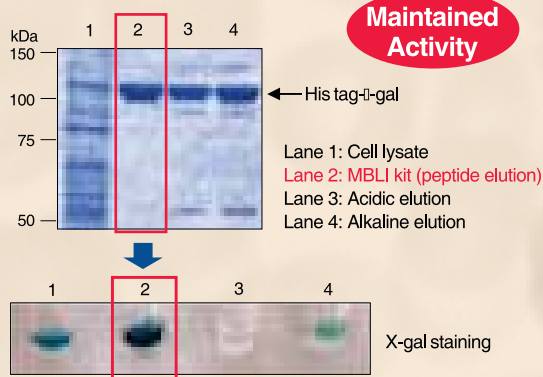 Maintained
Activity
kDa
1 2 3 4
150
100
75
50
His tag-▯-gal
Lane 1: Cell lysate
Lane 2: MBLI kit (peptide elution)
Lane 3: Acidic elution
Lane 4: Alkaline elution
1 2 3 4
X-gal staining